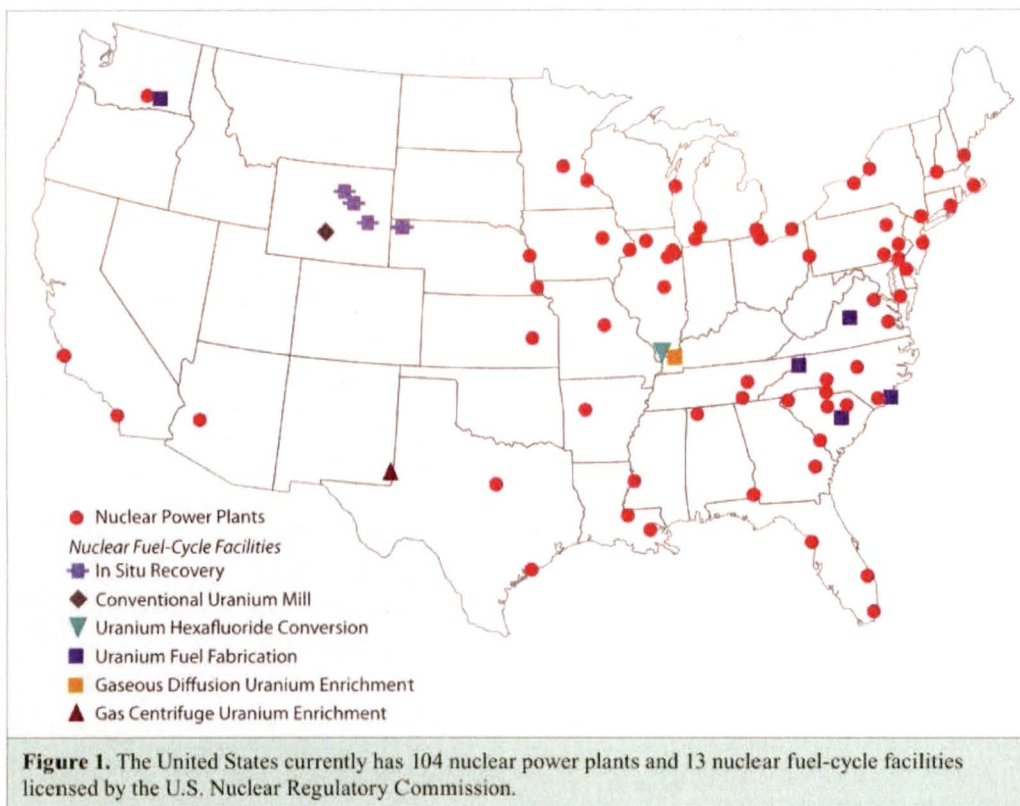 Nuclear Power Plants
Nuclear Fuel-Cycle Facilities
In Situ Recovery
Conventional Uranium Mill
Uranium Hexafluoride Conversion
Uranium Fuel Fabrication
Gaseous Diffusion Uranium Enrichment
Gas Centrifuge Uranium Enrichment
Figure 1. The United States currently has 104 nuclear power plants and 13 nuclear fuel-cycle facilities
licensed by the U.S. Nuclear Regulatory Commission.